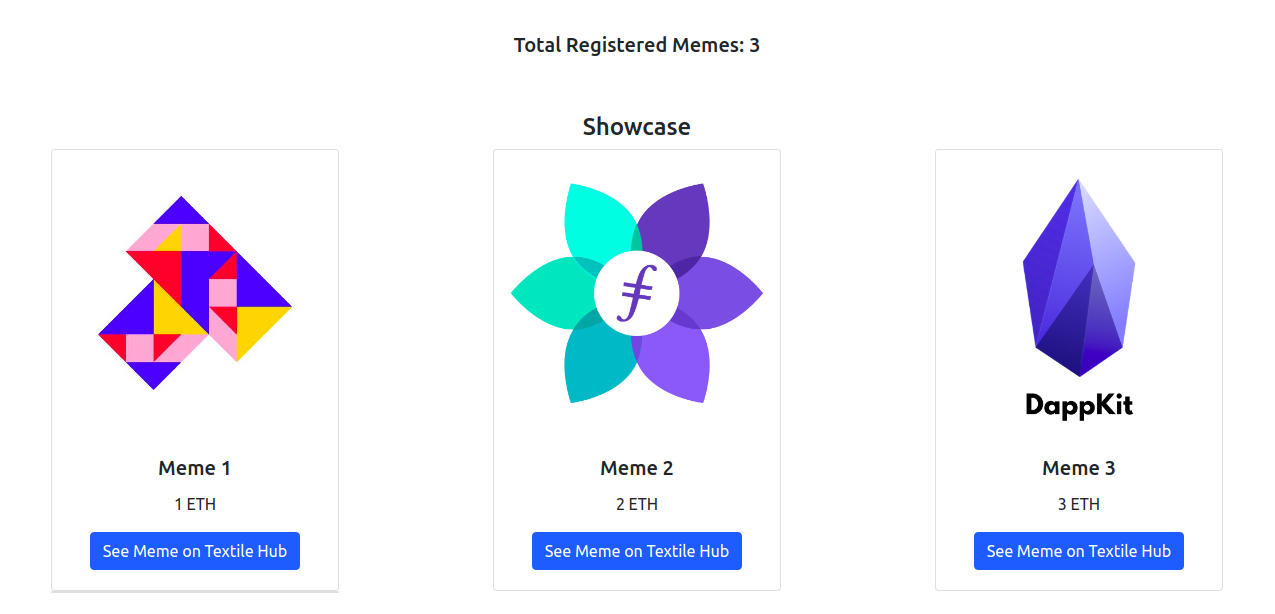 Total Registered Memes: 3
Showcase
DappKit
Meme 1
Meme 2
Meme 3
1 ETH
2 ETH
3 ETH
See Meme on Textile Hub
See Meme on Textile Hub
See Meme on Textile Hub